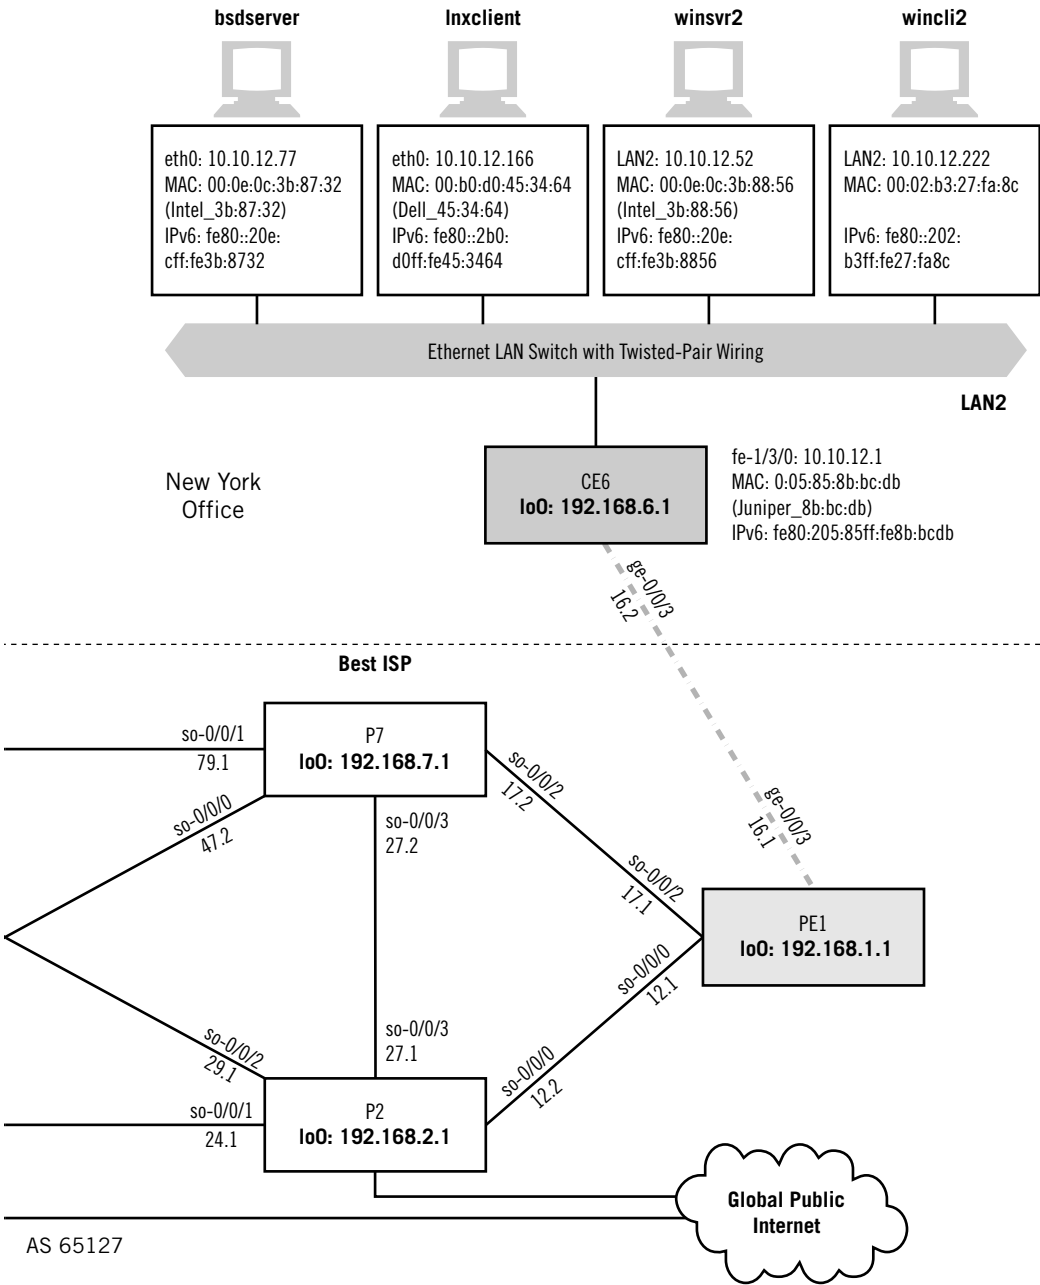 bsdserver
lnxclient
winsvr2
wincli2
eth0: 10.10.12.77
MAC: 00:0e:0c:3b:87:32
(Intel_3b:87:32)
IPv6: fe80::20e:
cff:fe3b:8732
eth0: 10.10.12.166
MAC: 00:b0:d0:45:34:64
(Dell_45:34:64)
IPv6: fe80::2b0:
d0ff:fe45:3464
LAN2: 10.10.12.52
MAC: 00:0e:0c:3b:88:56
(Intel_3b:88:56)
IPv6: fe80::20e:
cff:fe3b:8856
LAN2: 10.10.12.222
MAC: 00:02:b3:27:fa:8c
IPv6: fe80::202:
b3ff:fe27:fa8c
Ethernet LAN Switch with Twisted-Pair Wiring
LAN2
New York
Office
CE6
lo0: 192.168.6.1
fe-1/3/0: 10.10.12.1
MAC: 0:05:85:8b:bc:db
(Juniper_8b:bc:db)
IPv6: fe80:205:85ff:fe8b:bcdb
ge-0/0/3
16.2
Best ISP
so-0/0/1
79.1
P7
lo0: 192.168.7.1
so-0/0/2
17.2
ge-0/0/3
16.1
so-0/0/0
47.2
so-0/0/3
27.2
so-0/0/2
17.1
PE1
lo0: 192.168.1.1
so-0/0/0
12.1
so-0/0/3
27.1
so-0/0/2
29.1
so-0/0/0
12.2
so-0/0/1
24.1
P2
lo0: 192.168.2.1
Global Public
Internet
AS 65127